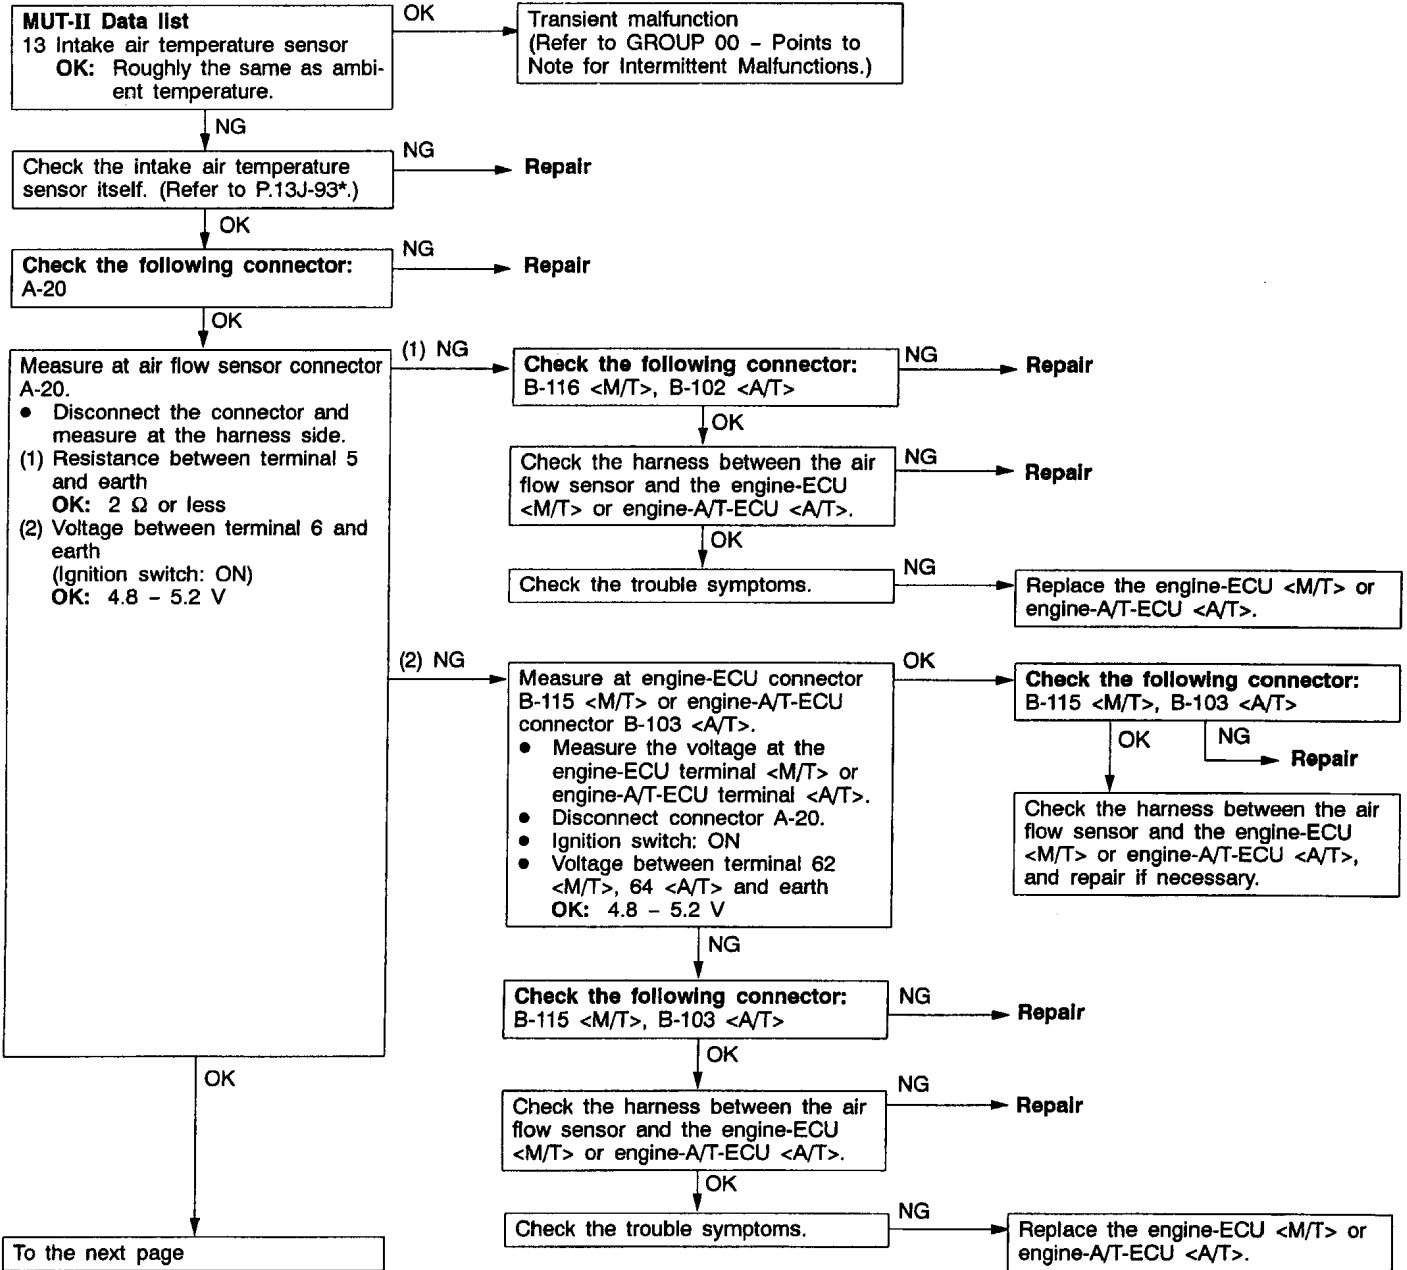 MUT-II Data list
13 Intake air temperature sensor
OK: Roughly the same as ambi-
ent temperature.
OK
Transient malfunction
(Refer to GROUP 00 – Points to
Note for Intermittent Malfunctions.)
NG
Check the intake air temperature
sensor itself. (Refer to P.13J-93*.)
NG
Repair
OK
Check the following connector:
A-20
NG
Repair
OK
Measure at air flow sensor connector
A-20.
● Disconnect the connector and
measure at the harness side.
(1) Resistance between terminal 5
and earth
OK: 2 Ω or less
(2) Voltage between terminal 6 and
earth
(Ignition switch: ON)
OK: 4.8 – 5.2 V
(1) NG
Check the following connector:
B-116 <M/T>, B-102 <A/T>
NG
Repair
OK
Check the harness between the air
flow sensor and the engine-ECU
<M/T> or engine-A/T-ECU <A/T>.
NG
Repair
OK
Check the trouble symptoms.
NG
Replace the engine-ECU <M/T> or
engine-A/T-ECU <A/T>.
(2) NG
Measure at engine-ECU connector
B-115 <M/T> or engine-A/T-ECU
connector B-103 <A/T>.
● Measure the voltage at the
engine-ECU terminal <M/T> or
engine-A/T-ECU terminal <A/T>.
● Disconnect connector A-20.
● Ignition switch: ON
● Voltage between terminal 62
<M/T>, 64 <A/T> and earth
OK: 4.8 – 5.2 V
OK
Check the following connector:
B-115 <M/T>, B-103 <A/T>
OK
NG
Repair
Check the harness between the air
flow sensor and the engine-ECU
<M/T> or engine-A/T-ECU <A/T>,
and repair if necessary.
NG
Check the following connector:
B-115 <M/T>, B-103 <A/T>
NG
Repair
OK
Check the harness between the air
flow sensor and the engine-ECU
<M/T> or engine-A/T-ECU <A/T>.
NG
Repair
OK
Check the trouble symptoms.
NG
Replace the engine-ECU <M/T> or
engine-A/T-ECU <A/T>.
OK
To the next page